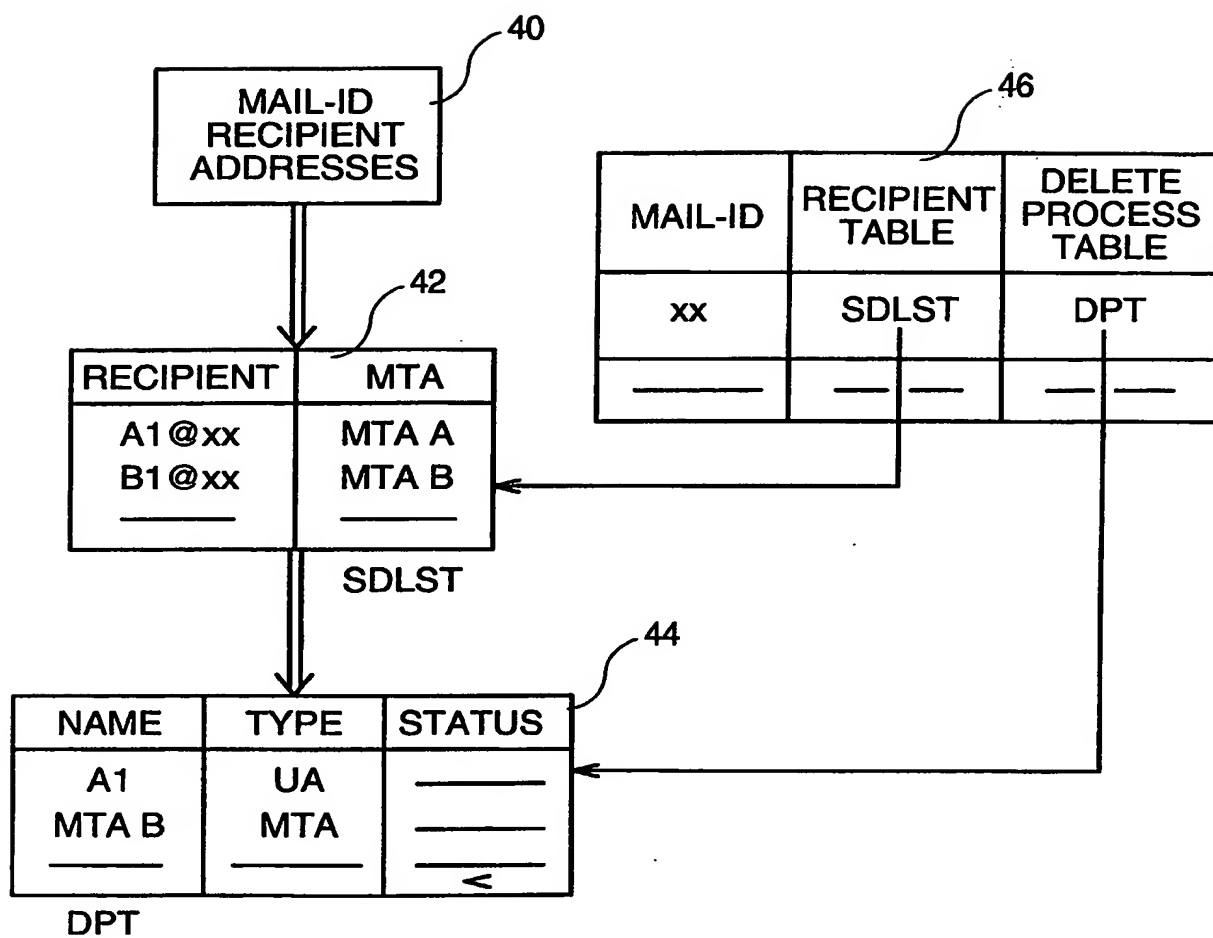 40
MAIL-ID
RECIPIENT
ADDRESSES
46
MAIL-ID
RECIPIENT
TABLE
DELETE
PROCESS
TABLE
xx SDLST DPT
42
RECIPIENT MTA
A1@xx MTA A
B1@xx MTA B
SDLST
44
NAME TYPE STATUS
A1 UA
MTA B MTA
<
DPT